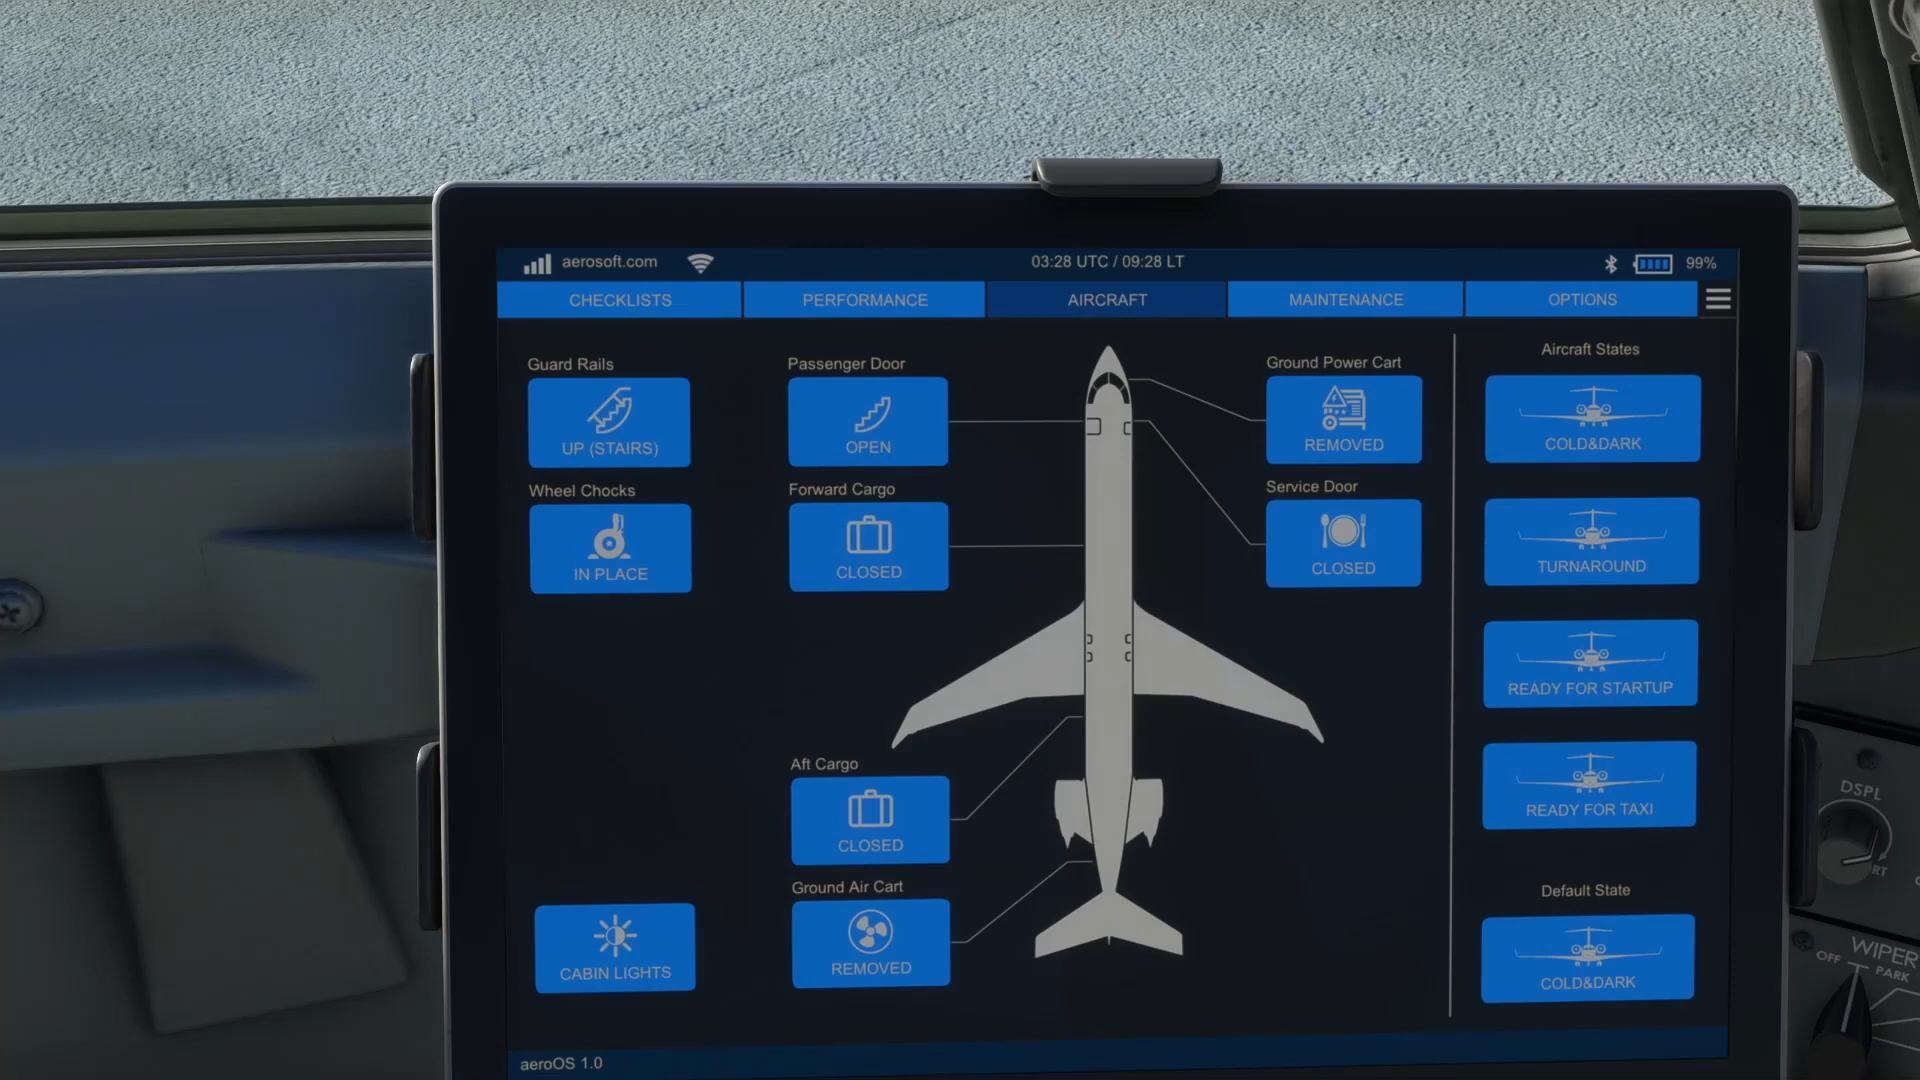 aerosoft.com
03:28 UTC / 09:28 LT
99%
CHECKLISTS
PERFORMANCE
AIRCRAFT
MAINTENANCE
OPTIONS
Guard Rails
UP (STAIRS)
Wheel Chocks
IN PLACE
CABIN LIGHTS
Passenger Door
OPEN
Forward Cargo
CLOSED
Aft Cargo
CLOSED
Ground Air Cart
REMOVED
Ground Power Cart
REMOVED
Service Door
CLOSED
Aircraft States
COLD&DARK
TURNAROUND
READY FOR STARTUP
READY FOR TAXI
Default State
COLD&DARK
aeroOS 1.0
DSPL
WIPER
OFF
PARK